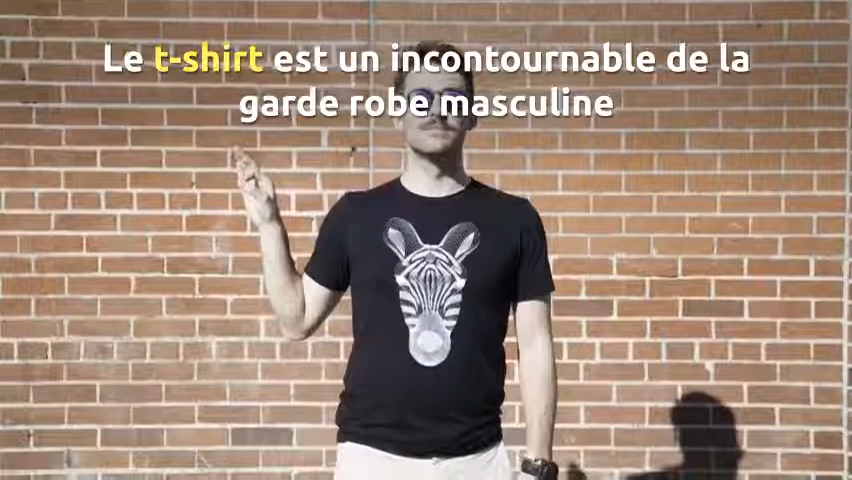 Le t-shirt est un incontournable de la
garde robe masculine